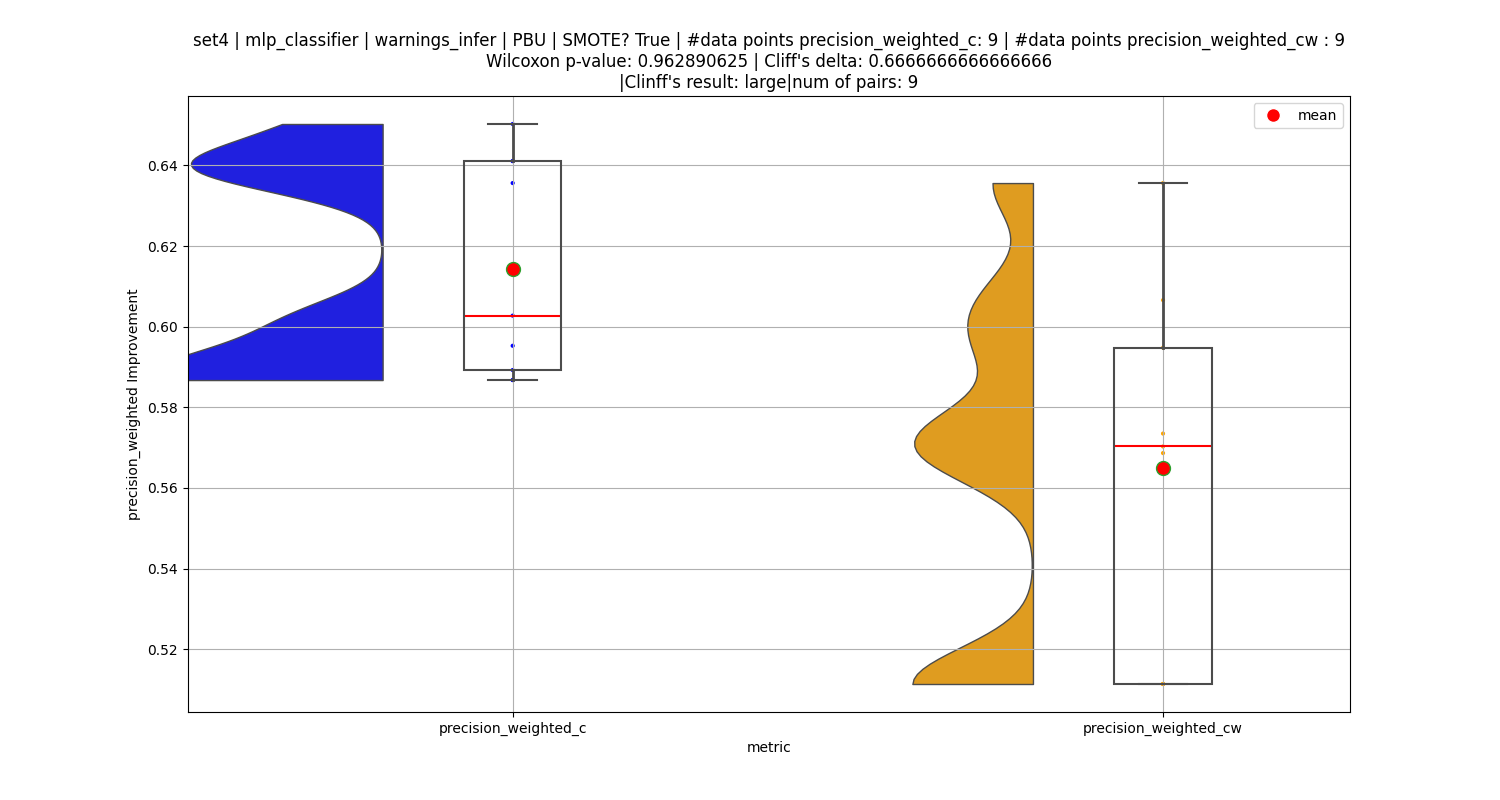 set4 | mlp_classifier | warnings_infer | PBU | SMOTE? True | #data points precision_weighted_c: 9 | #data points precision_weighted_cw : 9
Wilcoxon p-value: 0.962890625 | Cliff's delta: 0.6666666666666666
|Clinff's result: large|num of pairs: 9
mean
0.64
0.62
0.60
0.58
0.56
0.54
0.52
precision_weighted Improvement
precision_weighted_c
precision_weighted_cw
metric